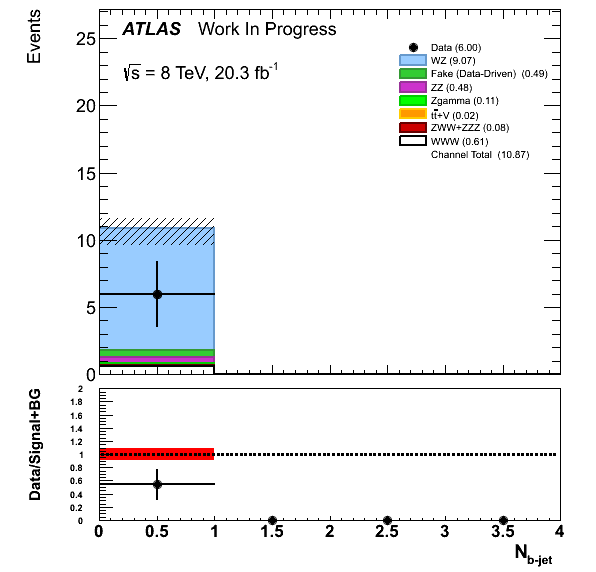 Events
ATLAS Work In Progress
√s = 8 TeV, 20.3 fb⁻¹
Data (6.00)
WZ (9.07)
Fake (Data-Driven) (0.49)
ZZ (0.48)
Zgamma (0.11)
tt̄+V (0.02)
ZWW+ZZZ (0.08)
WWW (0.61)
Channel Total (10.87)
25
20
15
10
5
0
Data/Signal+BG
2
1.8
1.6
1.4
1.2
1
0.8
0.6
0.4
0.2
0
0 0.5 1 1.5 2 2.5 3 3.5 4
N b-jet